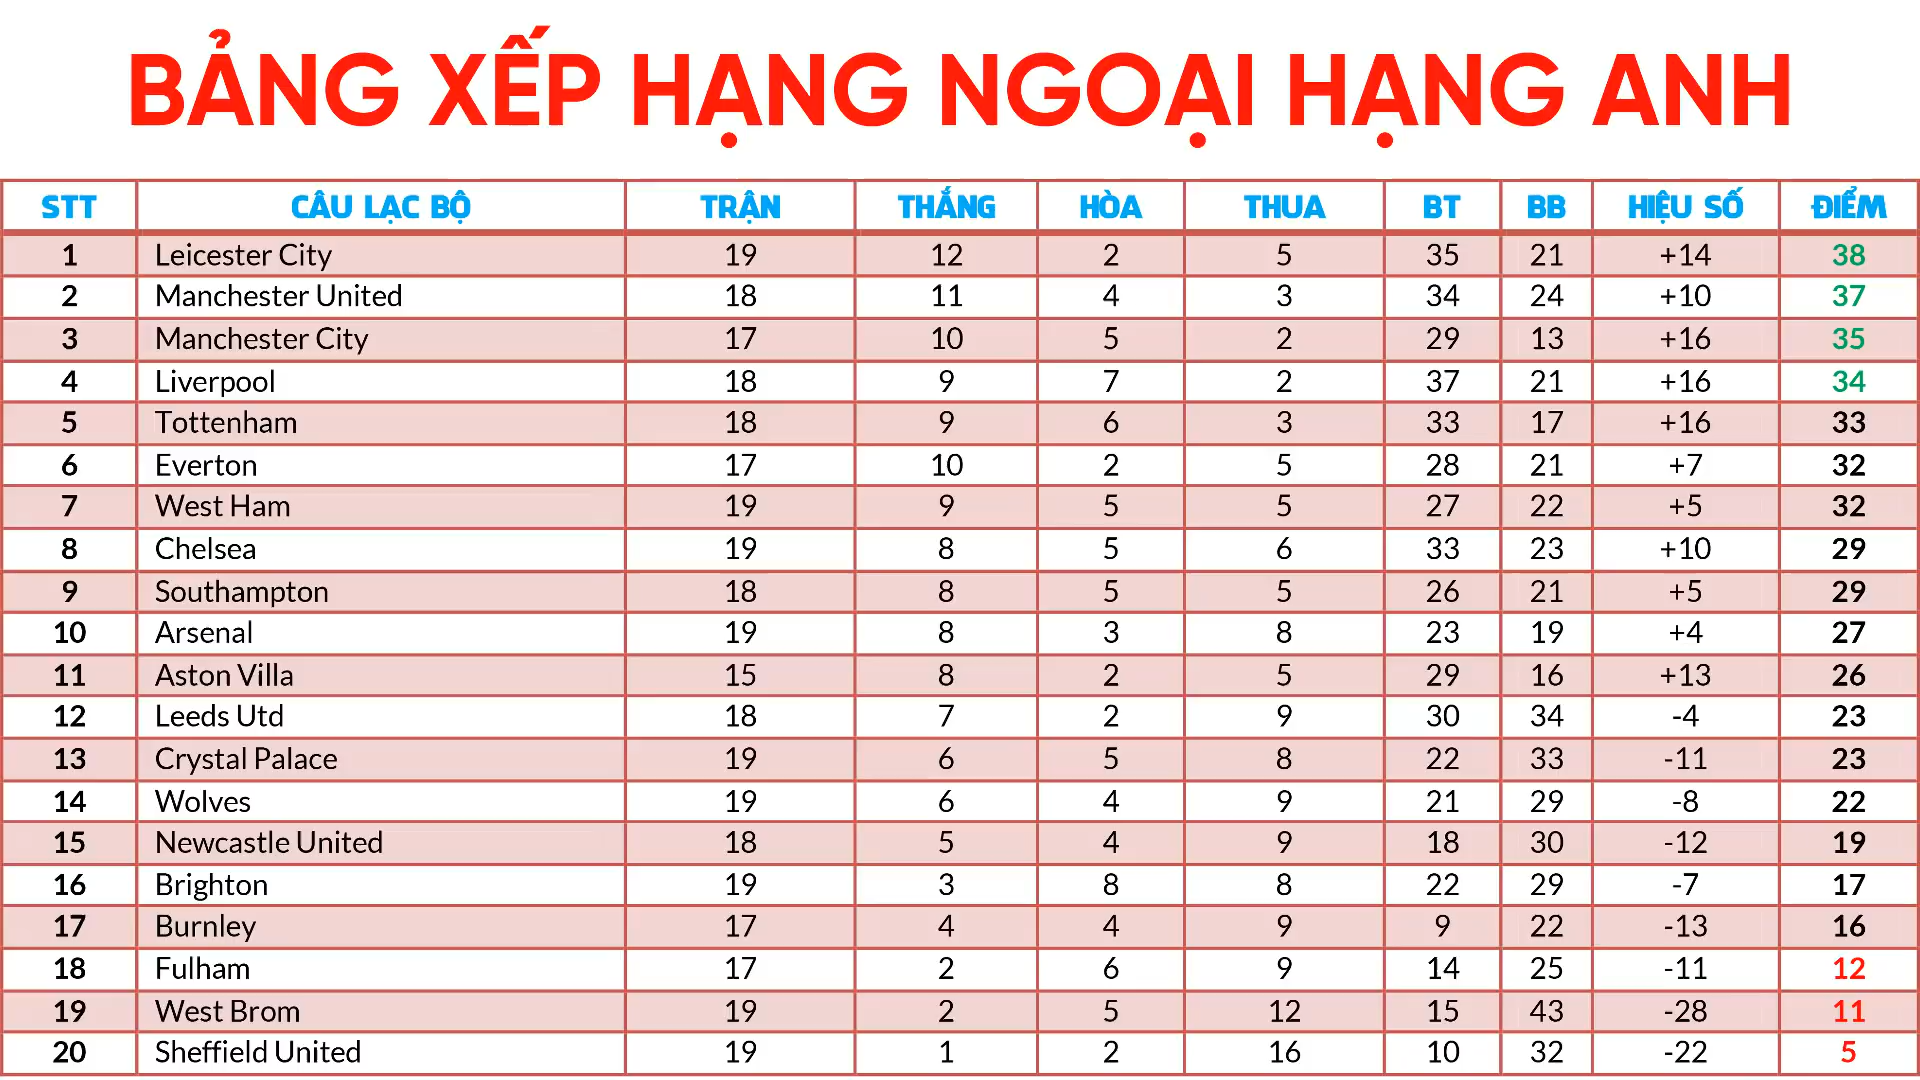 BẢNG XẾP HẠNG NGOẠI HẠNG ANH
STT CÂU LẠC BỘ TRẬN THẮNG HÒA THUA BT BB HIỆU SỐ ĐIỂM
1 Leicester City 19 12 2 5 35 21 +14 38
2 Manchester United 18 11 4 3 34 24 +10 37
3 Manchester City 17 10 5 2 29 13 +16 35
4 Liverpool 18 9 7 2 37 21 +16 34
5 Tottenham 18 9 6 3 33 17 +16 33
6 Everton 17 10 2 5 28 21 +7 32
7 West Ham 19 9 5 5 27 22 +5 32
8 Chelsea 19 8 5 6 33 23 +10 29
9 Southampton 18 8 5 5 26 21 +5 29
10 Arsenal 19 8 3 8 23 19 +4 27
11 Aston Villa 15 8 2 5 29 16 +13 26
12 Leeds Utd 18 7 2 9 30 34 -4 23
13 Crystal Palace 19 6 5 8 22 33 -11 23
14 Wolves 19 6 4 9 21 29 -8 22
15 Newcastle United 18 5 4 9 18 30 -12 19
16 Brighton 19 3 8 8 22 29 -7 17
17 Burnley 17 4 4 9 9 22 -13 16
18 Fulham 17 2 6 9 14 25 -11 12
19 West Brom 19 2 5 12 15 43 -28 11
20 Sheffield United 19 1 2 16 10 32 -22 5